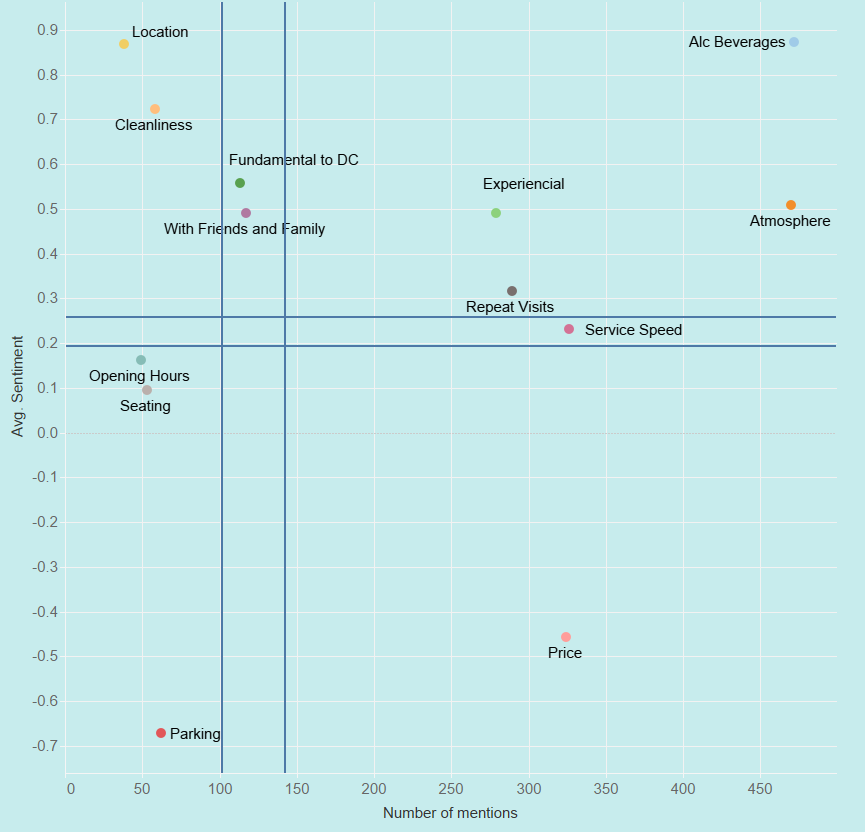 0.9
Location
Alc Beverages
0.8
0.7
Cleanliness
0.6
Fundamental to DC
Experiencial
0.5
Atmosphere
With Friends and Family
0.4
0.3
Repeat Visits
Service Speed
0.2
Opening Hours
0.1
Seating
Avg. Sentiment
0.0
-0.1
-0.2
-0.3
-0.4
-0.5
Price
-0.6
Parking
-0.7
0 50 100 150 200 250 300 350 400 450
Number of mentions